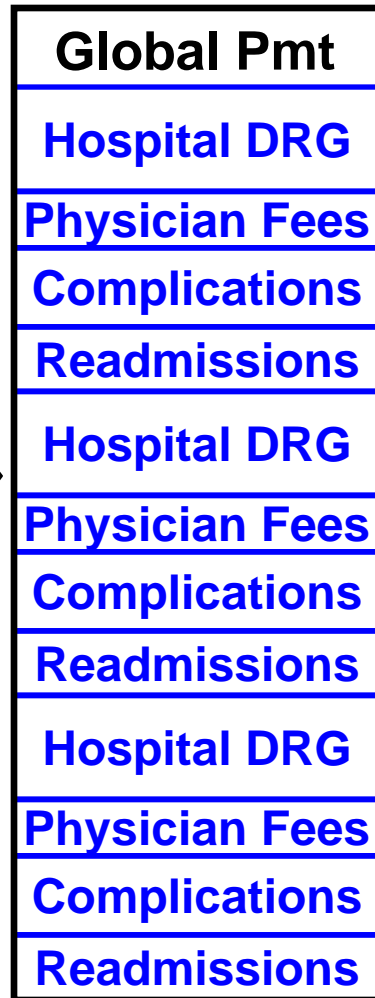 Global Pmt
Hospital DRG
Physician Fees
Complications
Readmissions
Hospital DRG
Physician Fees
Complications
Readmissions
Hospital DRG
Physician Fees
Complications
Readmissions